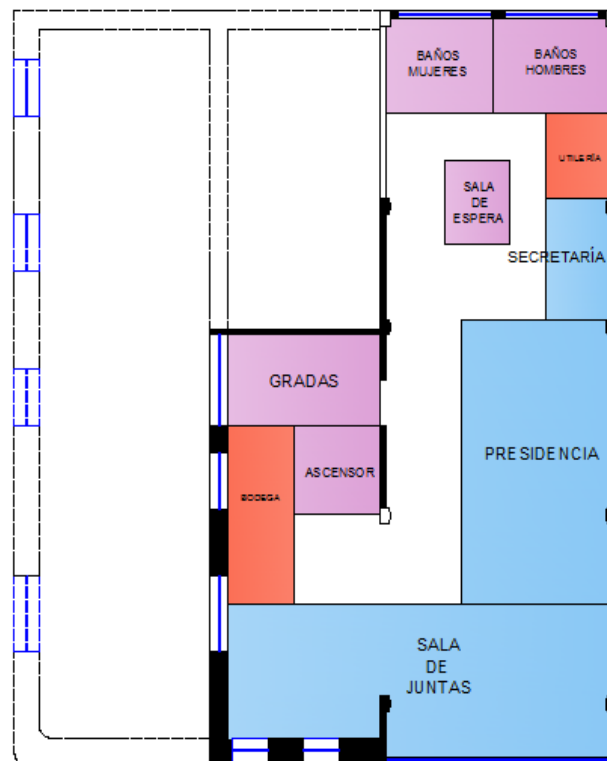 BAÑOS
MUJERES
BAÑOS
HOMBRES
UTILERÍA
SALA
DE
ESPERA
SECRETARÍA
GRADAS
PRESIDENCIA
ASCENSOR
BODEGA
SALA
DE
JUNTAS